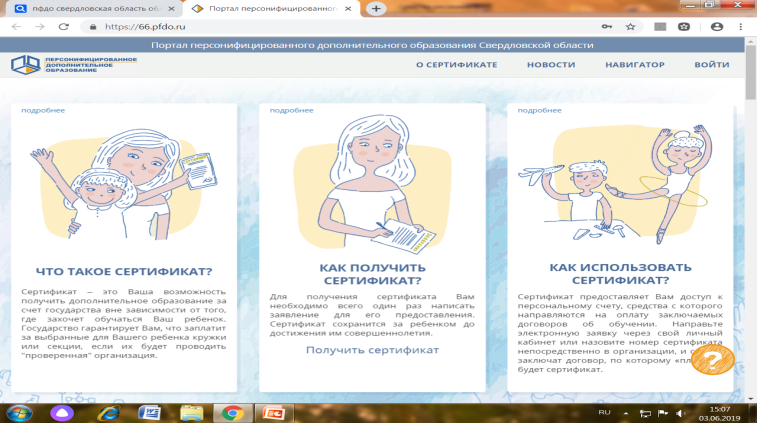 пфдо свердловская область обл
Портал персонифицированного
https://66.pfdo.ru
Портал персонифицированного дополнительного образования Свердловской области
ПЕРСОНИФИЦИРОВАННОЕ
ДОПОЛНИТЕЛЬНОЕ
ОБРАЗОВАНИЕ
О СЕРТИФИКАТЕ НОВОСТИ НАВИГАТОР ВОЙТИ
подробнее
ЧТО ТАКОЕ СЕРТИФИКАТ?
Сертификат – это Ваша возможность
получить дополнительное образование за
счет государства вне зависимости от того,
где захочет обучаться Ваш ребенок.
Государство гарантирует Вам, что заплатит
за выбранные для Вашего ребенка кружки
или секции, если их будет проводить
"проверенная" организация.
подробнее
КАК ПОЛУЧИТЬ
СЕРТИФИКАТ?
Для получения сертификата Вам
необходимо всего один раз написать
заявление для его предоставления.
Сертификат сохранится за ребенком до
достижения им совершеннолетия.
Получить сертификат
подробнее
КАК ИСПОЛЬЗОВАТЬ
СЕРТИФИКАТ?
Сертификат предоставляет Вам доступ к
персональному счету, средства с которого
направляются на оплату заключаемых
договоров об обучении. Направьте
электронную заявку через свой личный
кабинет или назовите номер сертификата
непосредственно в организации, и с
заключат договор, по которому «пл
будет сертификат.
?
RU
15:07
03.06.2019